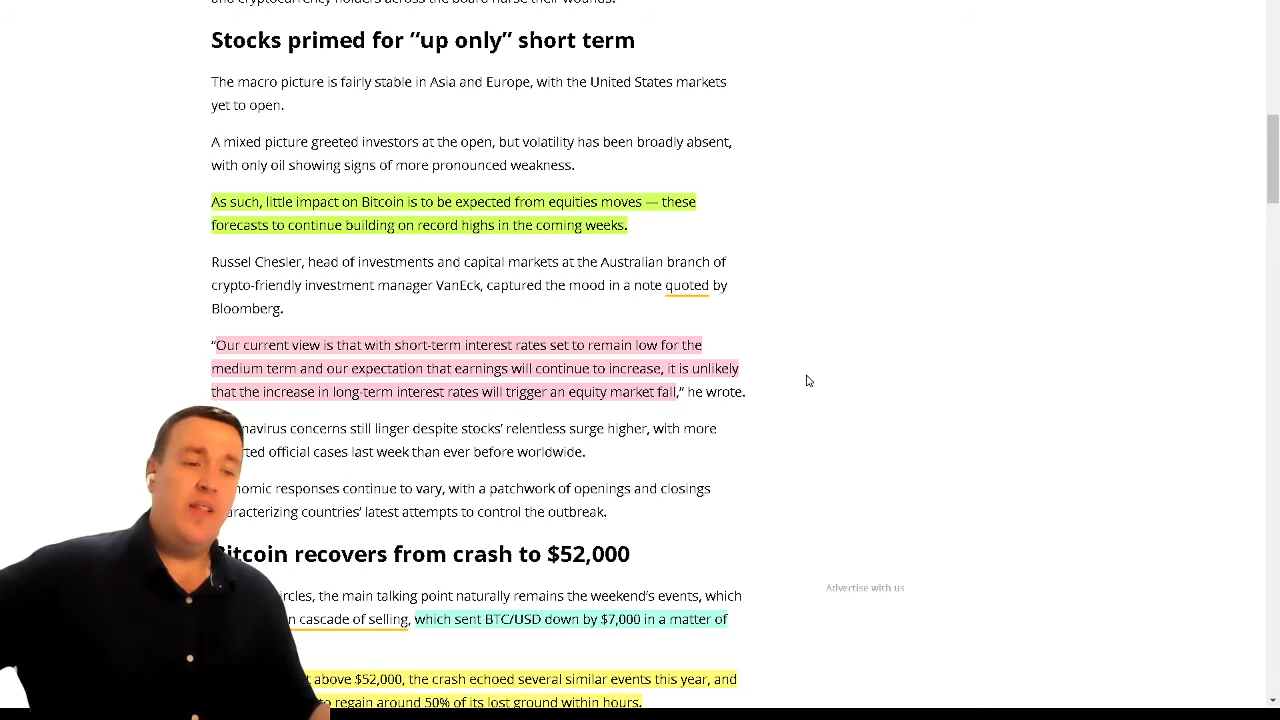 Stocks primed for “up only” short term
The macro picture is fairly stable in Asia and Europe, with the United States markets
yet to open.
A mixed picture greeted investors at the open, but volatility has been broadly absent,
with only oil showing signs of more pronounced weakness.
As such, little impact on Bitcoin is to be expected from equities moves — these
forecasts to continue building on record highs in the coming weeks.
Russel Chesler, head of investments and capital markets at the Australian branch of
crypto-friendly investment manager VanEck, captured the mood in a note quoted by
Bloomberg.
“Our current view is that with short-term interest rates set to remain low for the
medium term and our expectation that earnings will continue to increase, it is unlikely
that the increase in long-term interest rates will trigger an equity market fall,” he wrote.
concerns still linger despite stocks’ relentless surge higher, with more
official cases last week than ever before worldwide.
responses continue to vary, with a patchwork of openings and closings
countries’ latest attempts to control the outbreak.
Bitcoin recovers from crash to $52,000
the main talking point naturally remains the weekend’s events, which
cascade of selling, which sent BTC/USD down by $7,000 in a matter of
above $52,000, the crash echoed several similar events this year, and
to regain around 50% of its lost ground within hours.
Advertise with us